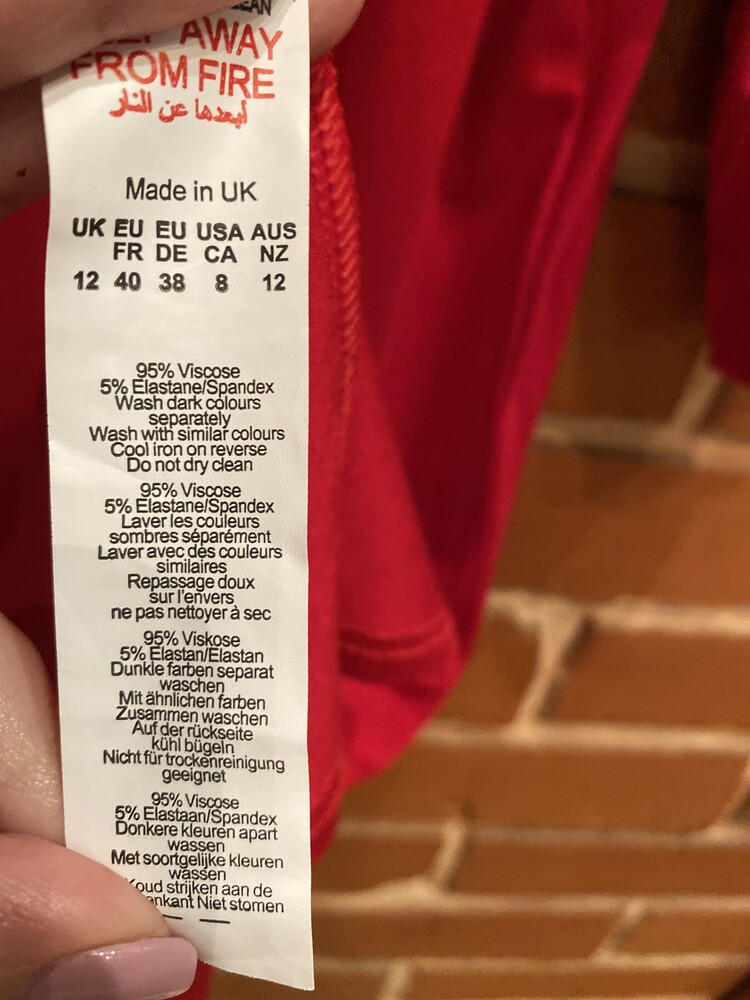 AWAY
FROM FIRE
أبعدها عن النار
Made in UK
UK EU EU USA AUS
FR DE CA NZ
12 40 38 8 12
95% Viscose
5% Elastane/Spandex
Wash dark colours
separately
Wash with similar colours
Cool iron on reverse
Do not dry clean
95% Viscose
5% Elastane/Spandex
Laver les couleurs
sombres séparément
Laver avec des couleurs
similaires
Repassage doux
sur l'envers
ne pas nettoyer à sec
95% Viskose
5% Elastan/Elastan
Dunkle farben separat
waschen
Mit ähnlichen farben
Zusammen waschen
Auf der rückseite
kühl bügeln
Nicht für trockenreinigung
geeignet
95% Viscose
5% Elastaan/Spandex
Donkere kleuren apart
wassen
Met soortgelijke kleuren
wassen
Koud strijken aan de
Niet stomen